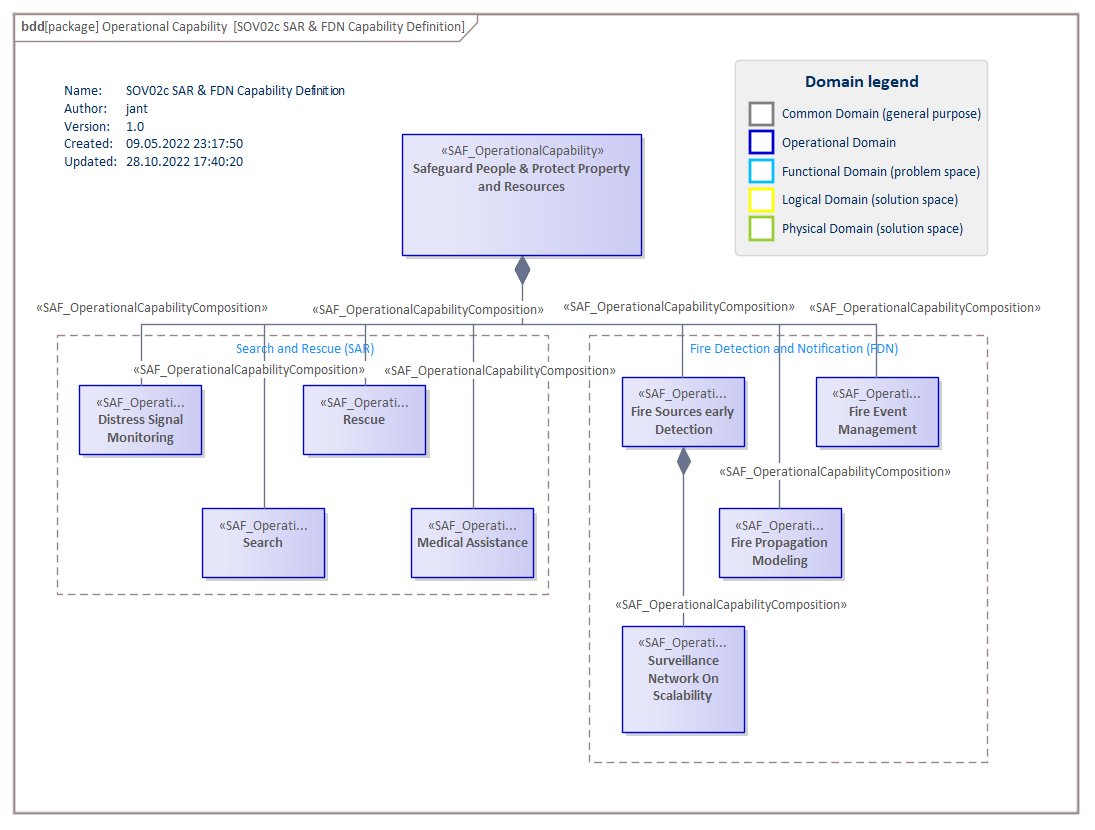 bdd[package] Operational Capability [SOV02c SAR & FDN Capability Definition]
Name: SOV02c SAR & FDN Capability Definition
Author: jant
Version: 1.0
Created: 09.05.2022 23:17:50
Updated: 28.10.2022 17:40:20
Domain legend
Common Domain (general purpose)
Operational Domain
Functional Domain (problem space)
Logical Domain (solution space)
Physical Domain (solution space)
«SAF_OperationalCapability»
Safeguard People & Protect Property
and Resources
«SAF_OperationalCapabilityComposition»
«SAF_OperationalCapabilityComposition»
«SAF_OperationalCapabilityComposition»
«SAF_OperationalCapabilityComposition»
Search and Rescue (SAR)
«SAF_OperationalCapabilityComposition»
«SAF_OperationalCapabilityComposition»
«SAF_Operati...
Distress Signal
Monitoring
«SAF_Operati...
Rescue
«SAF_Operati...
Search
«SAF_Operati...
Medical Assistance
Fire Detection and Notification (FDN)
«SAF_Operati...
Fire Sources early
Detection
«SAF_Operati...
Fire Event
Management
«SAF_OperationalCapabilityComposition»
«SAF_Operati...
Fire Propagation
Modeling
«SAF_OperationalCapabilityComposition»
«SAF_Operati...
Surveillance
Network On
Scalability